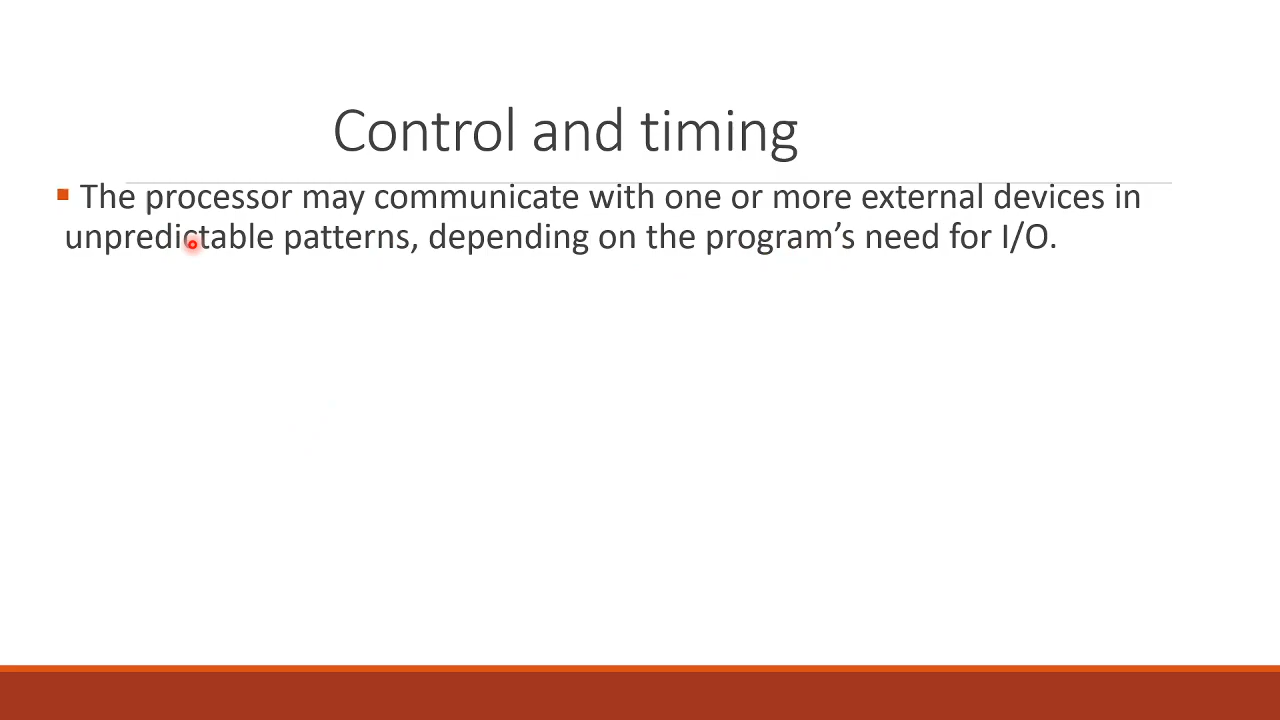 Control and timing
The processor may communicate with one or more external devices in
unpredictable patterns, depending on the program’s need for I/O.